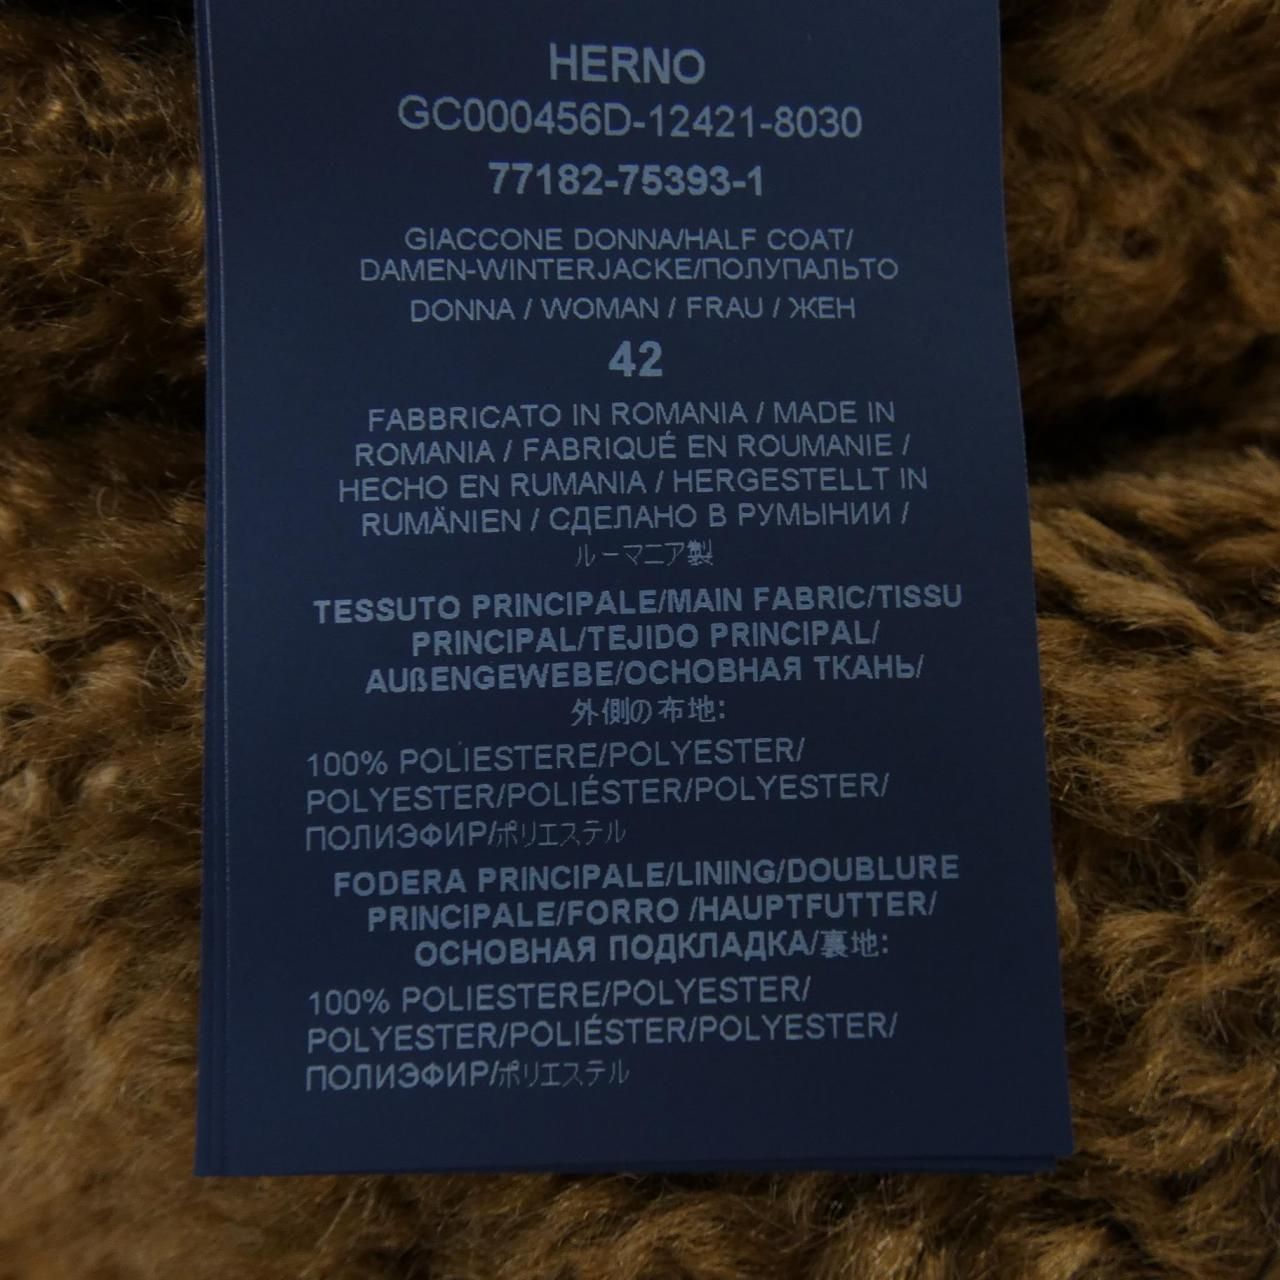 HERNO
GC000456D-12421-8030
77182-75393-1
GIACCONE DONNA/HALF COAT/
DAMEN-WINTERJACKE/ПОЛУПАЛЬТО
DONNA / WOMAN / FRAU / ЖЕН
42
FABBRICATO IN ROMANIA / MADE IN
ROMANIA / FABRIQUÉ EN ROUMANIE /
HECHO EN RUMANIA / HERGESTELLT IN
RUMÄNIEN / СДЕЛАНО В РУМЫНИИ /
ルーマニア製
TESSUTO PRINCIPALE/MAIN FABRIC/TISSU
PRINCIPAL/TEJIDO PRINCIPAL/
AUßENGEWEBE/ОСНОВНАЯ ТКАНЬ/
外側の布地:
100% POLIESTERE/POLYESTER/
POLYESTER/POLIÉSTER/POLYESTER/
ПОЛИЭФИР/ポリエステル
FODERA PRINCIPALE/LINING/DOUBLURE
PRINCIPALE/FORRO /HAUPTFUTTER/
ОСНОВНАЯ ПОДКЛАДКА/裏地:
100% POLIESTERE/POLYESTER/
POLYESTER/POLIÉSTER/POLYESTER/
ПОЛИЭФИР/ポリエステル